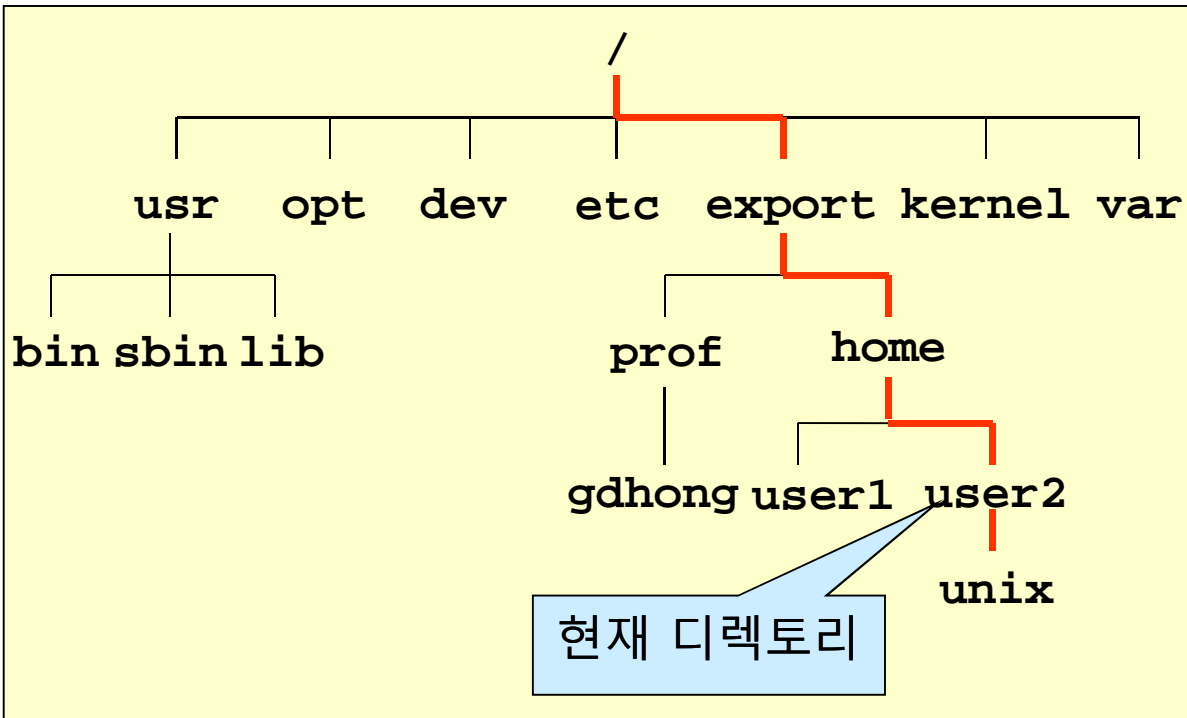 /
usr opt dev etc export kernel var
bin sbin lib prof home
gdhong user1 user2
unix
현재 디렉토리